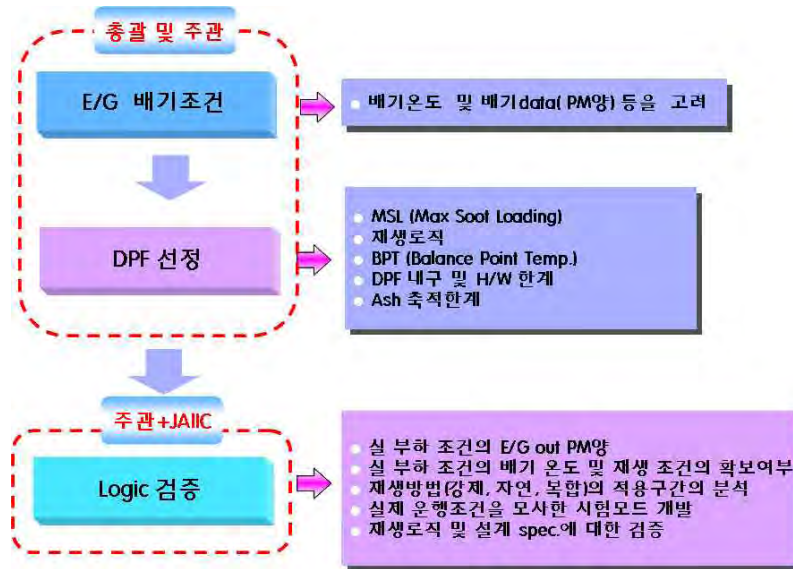 총괄 및 주관
E/G 배기조건
배기온도 및 배기data( PM양) 등을 고려
DPF 선정
MSL (Max Soot Loading)
재생로직
BPT (Balance Point Temp.)
DPF 내구 및 H/W 한계
Ash 축적한계
주관+JAIIC
Logic 검증
실 부하 조건의 E/G out PM양
실 부하 조건의 배기 온도 및 재생 조건의 확보여부
재생방법(강제, 자연, 복합)의 적용구간의 분석
실제 운행조건을 모사한 시험모드 개발
재생로직 및 설계 spec.에 대한 검증